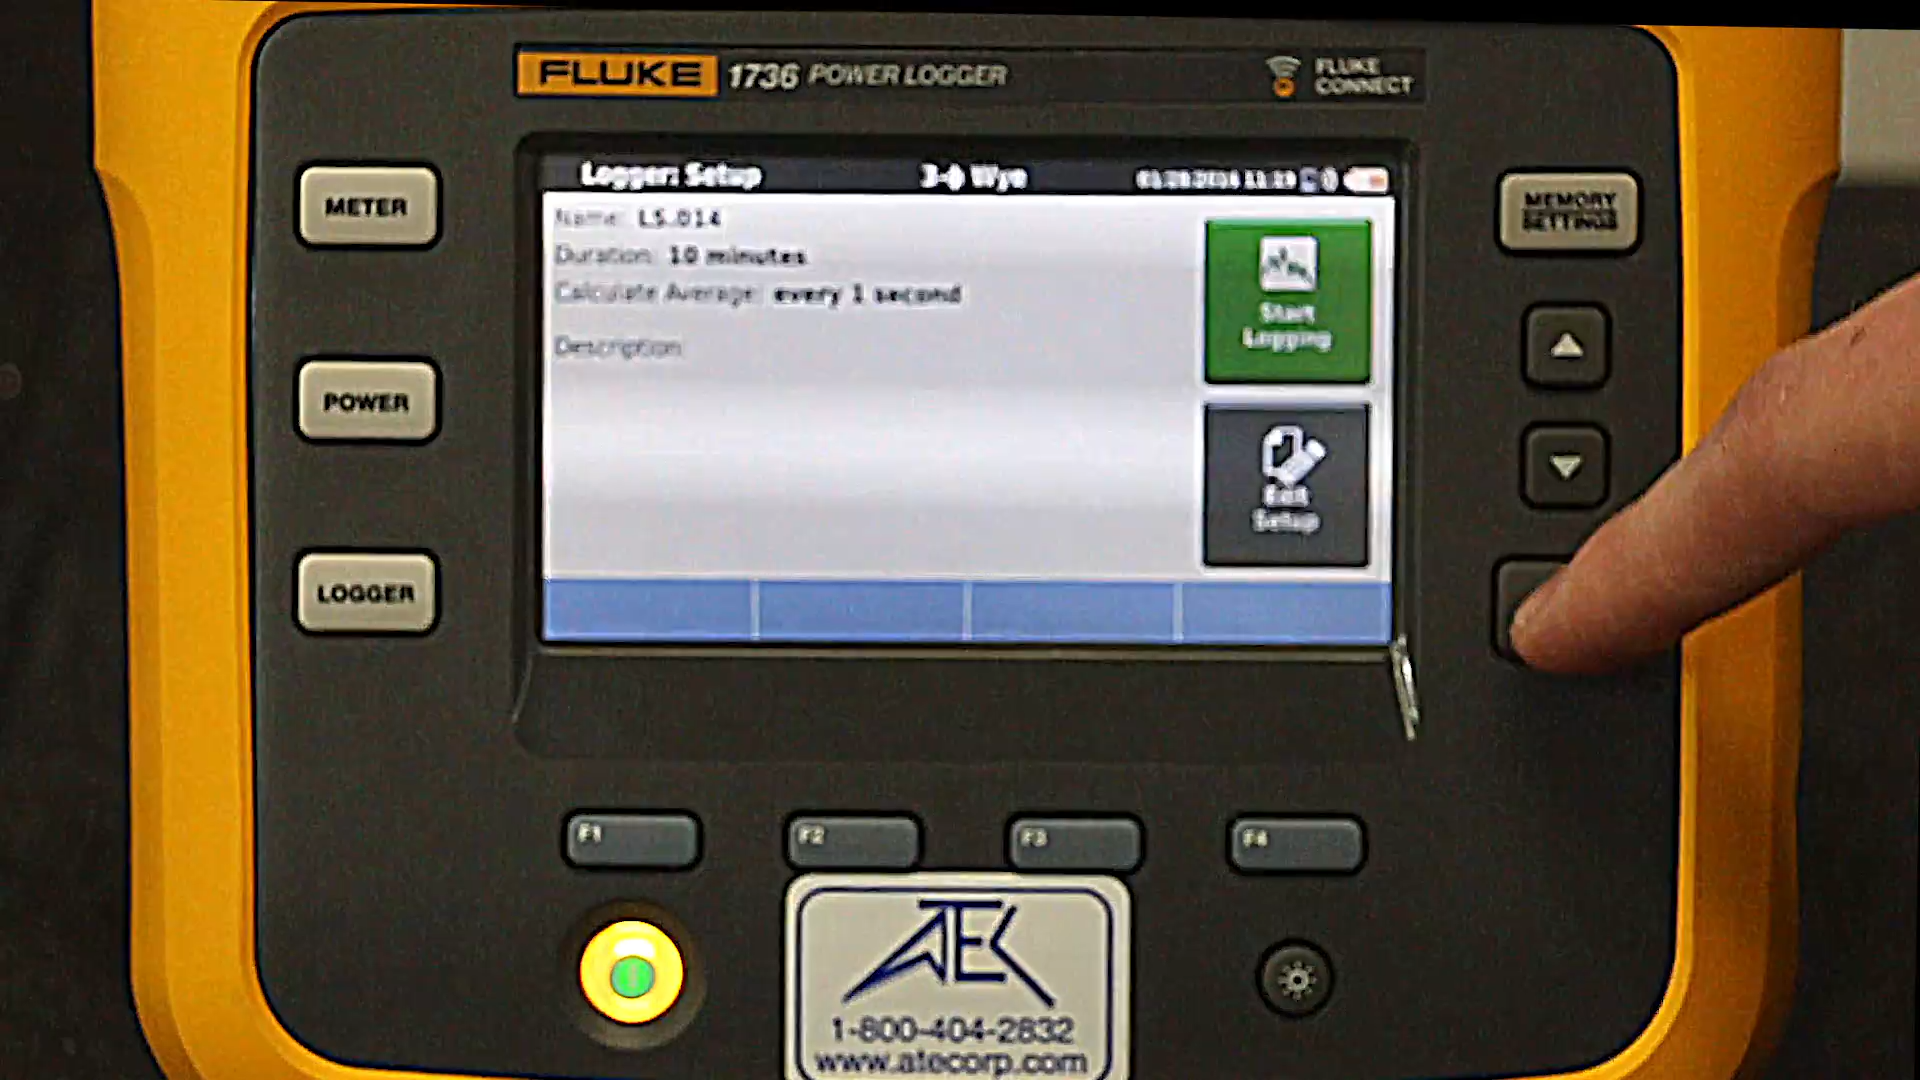 FLUKE 1736 POWER LOGGER
FLUKE
CONNECT
Logger: Setup 3-ϕ Wye
Name: LS.014
Duration: 10 minutes
Calculate Average: every 1 second
Description:
Start
Logging
Edit
Setup
METER
POWER
LOGGER
MEMORY
SETTINGS
F1 F2 F3 F4
ATEC
1-800-404-2832
www.atecorp.com